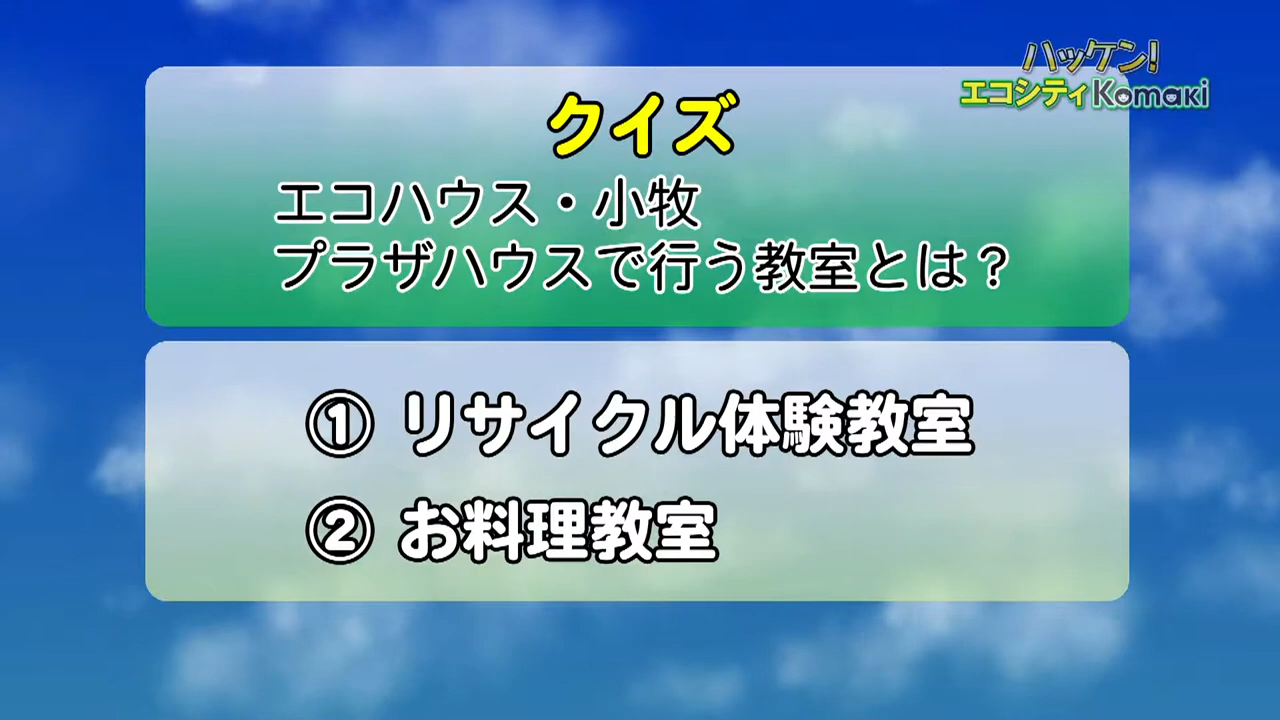 ハッケン!
エコシティKomaki
クイズ
エコハウス・小牧
プラザハウスで行う教室とは？
① リサイクル体験教室
② お料理教室